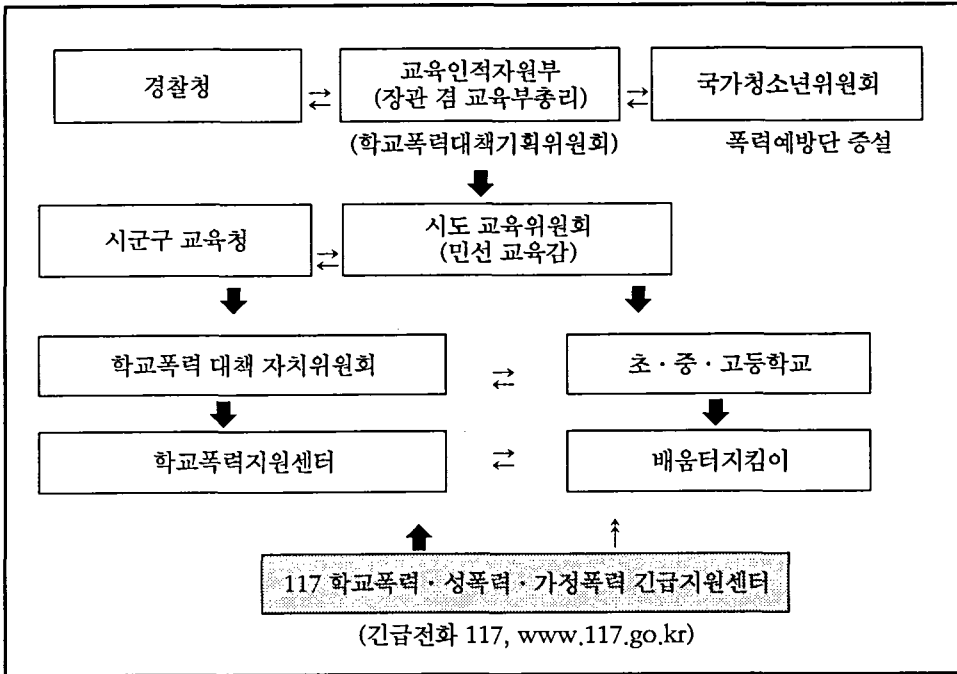 경찰청
교육인적자원부
(장관 겸 교육부총리)
국가청소년위원회
(학교폭력대책기획위원회)
폭력예방단 증설
시군구 교육청
시도 교육위원회
(민선 교육감)
학교폭력 대책 자치위원회
초·중·고등학교
학교폭력지원센터
배움터지킴이
117 학교폭력·성폭력·가정폭력 긴급지원센터
(긴급전화 117, www.117.go.kr)